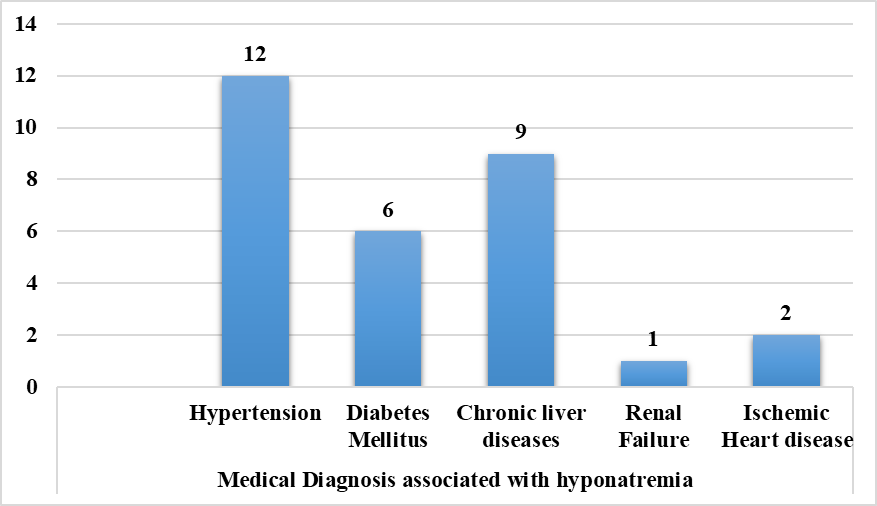 14
12
10
8
6
4
2
0
12
6
9
1
2
Hypertension
Diabetes
Mellitus
Chronic liver
diseases
Renal
Failure
Ischemic
Heart disease
Medical Diagnosis associated with hyponatremia